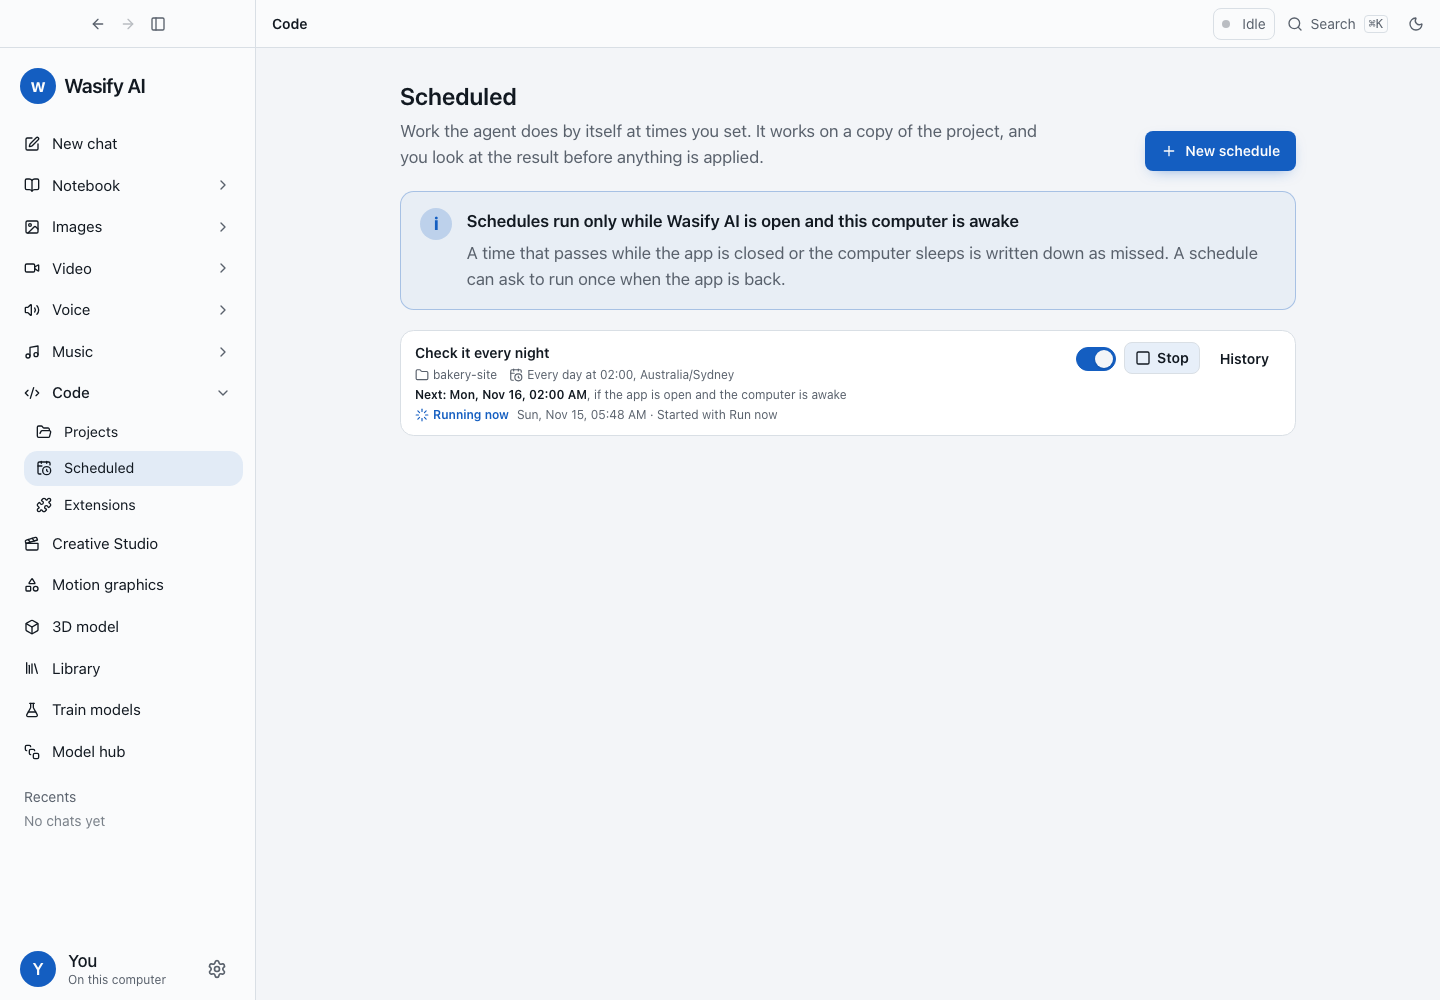 Code
Idle
Search ⌘K
W Wasify AI
New chat
Notebook
Images
Video
Voice
Music
Code
Projects
Scheduled
Extensions
Creative Studio
Motion graphics
3D model
Library
Train models
Model hub
Recents
No chats yet
Y You
On this computer
Scheduled
Work the agent does by itself at times you set. It works on a copy of the project, and
you look at the result before anything is applied.
New schedule
i Schedules run only while Wasify AI is open and this computer is awake
A time that passes while the app is closed or the computer sleeps is written down as missed. A schedule
can ask to run once when the app is back.
Check it every night
Stop
History
bakery-site Every day at 02:00, Australia/Sydney
Next: Mon, Nov 16, 02:00 AM, if the app is open and the computer is awake
Running now Sun, Nov 15, 05:48 AM · Started with Run now